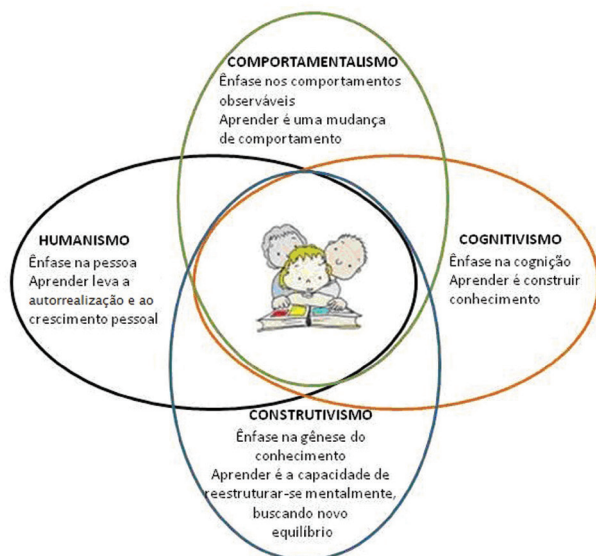 COMPORTAMENTALISMO
Ênfase nos comportamentos
observáveis
Aprender é uma mudança
de comportamento
HUMANISMO
Ênfase na pessoa
Aprender leva a
autorrealização e ao
crescimento pessoal
COGNITIVISMO
Ênfase na cognição
Aprender é construir
conhecimento
CONSTRUTIVISMO
Ênfase na gênese do
conhecimento
Aprender é a capacidade de
reestruturar-se mentalmente,
buscando novo
equilíbrio